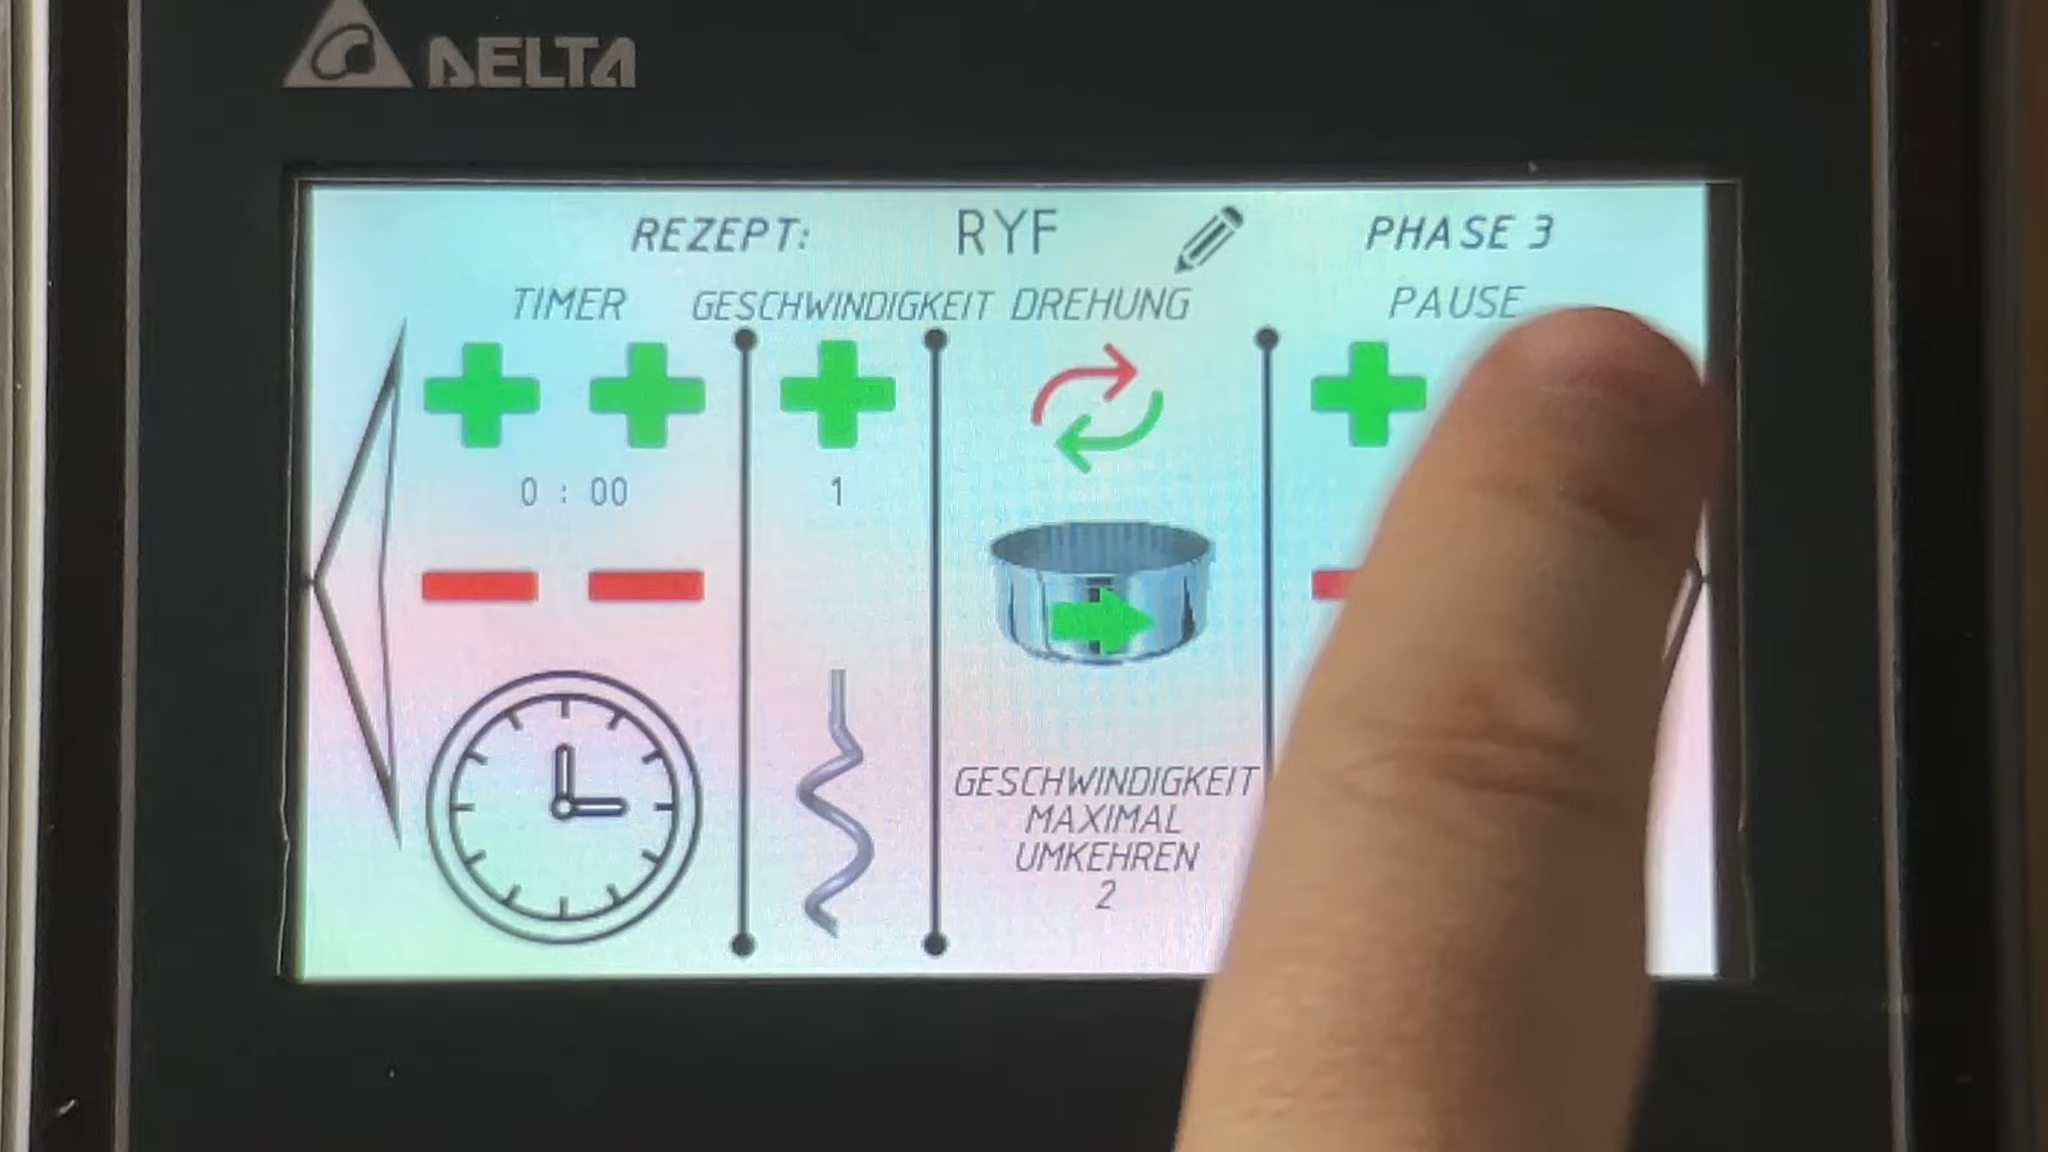 DELTA
REZEPT: RYF PHASE 3
TIMER GESCHWINDIGKEIT DREHUNG PAUSE
0 : 00 1
GESCHWINDIGKEIT
MAXIMAL
UMKEHREN
2